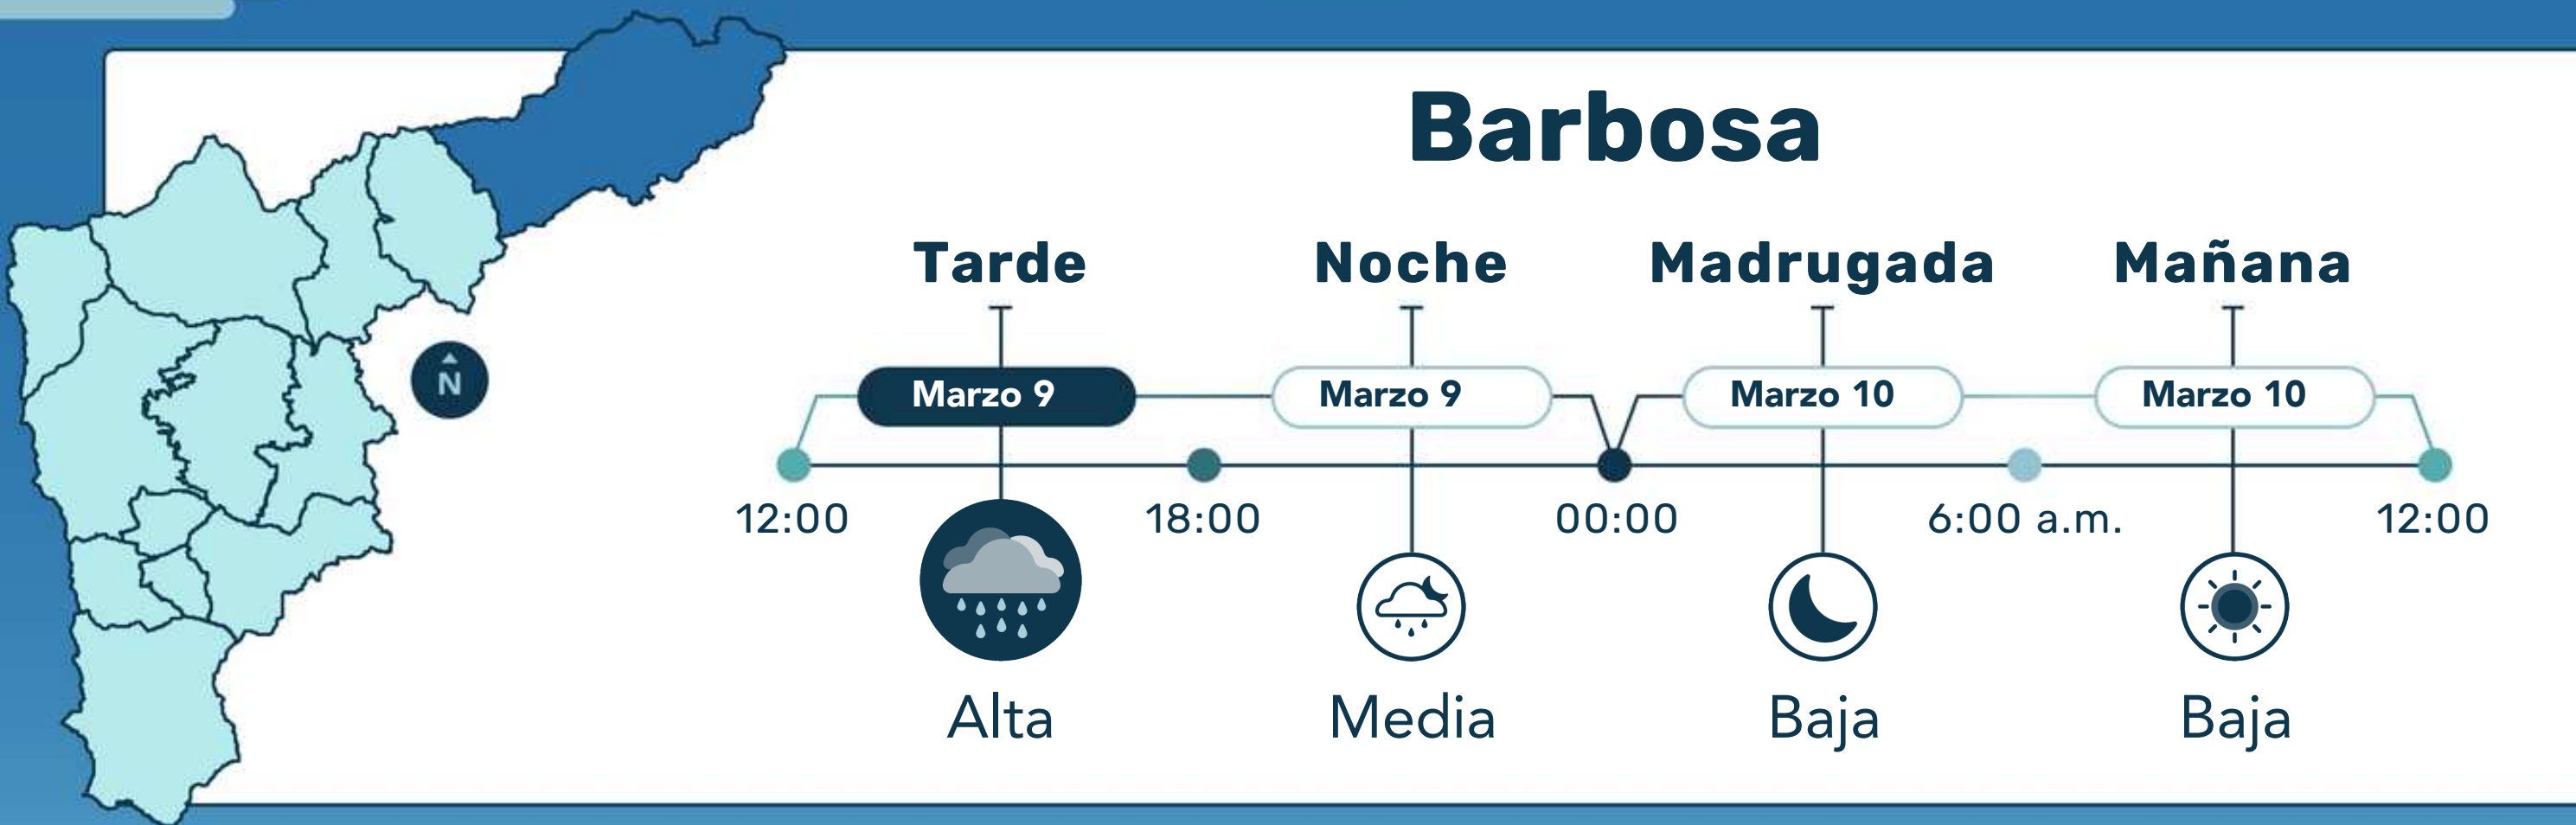 Barbosa
Tarde
Noche
Madrugada
Mañana
Marzo 9
Marzo 9
Marzo 10
Marzo 10
N
12:00
18:00
00:00
6:00 a.m.
12:00
Alta
Media
Baja
Baja